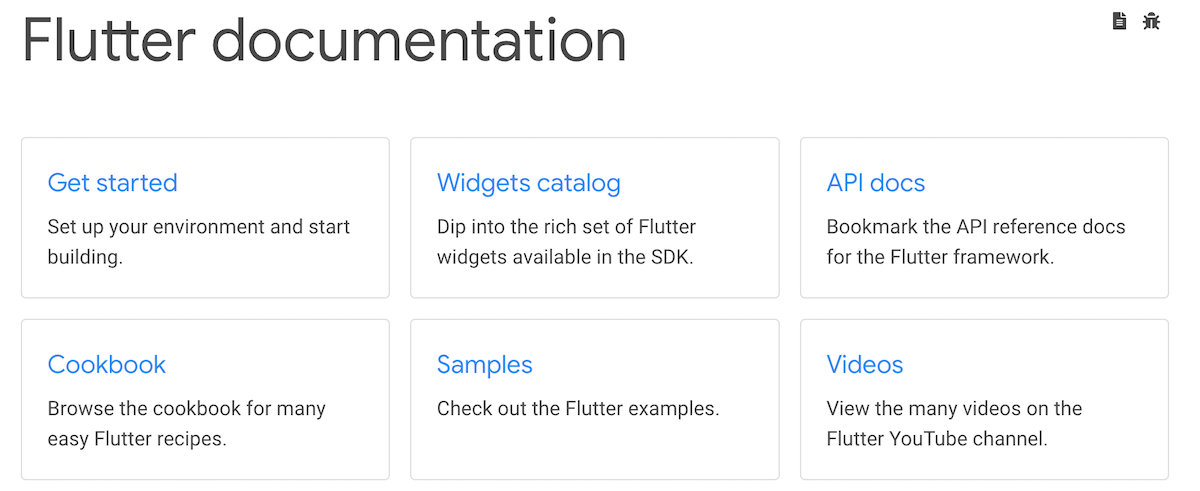 Flutter documentation
Get started
Set up your environment and start
building.
Widgets catalog
Dip into the rich set of Flutter
widgets available in the SDK.
API docs
Bookmark the API reference docs
for the Flutter framework.
Cookbook
Browse the cookbook for many
easy Flutter recipes.
Samples
Check out the Flutter examples.
Videos
View the many videos on the
Flutter YouTube channel.